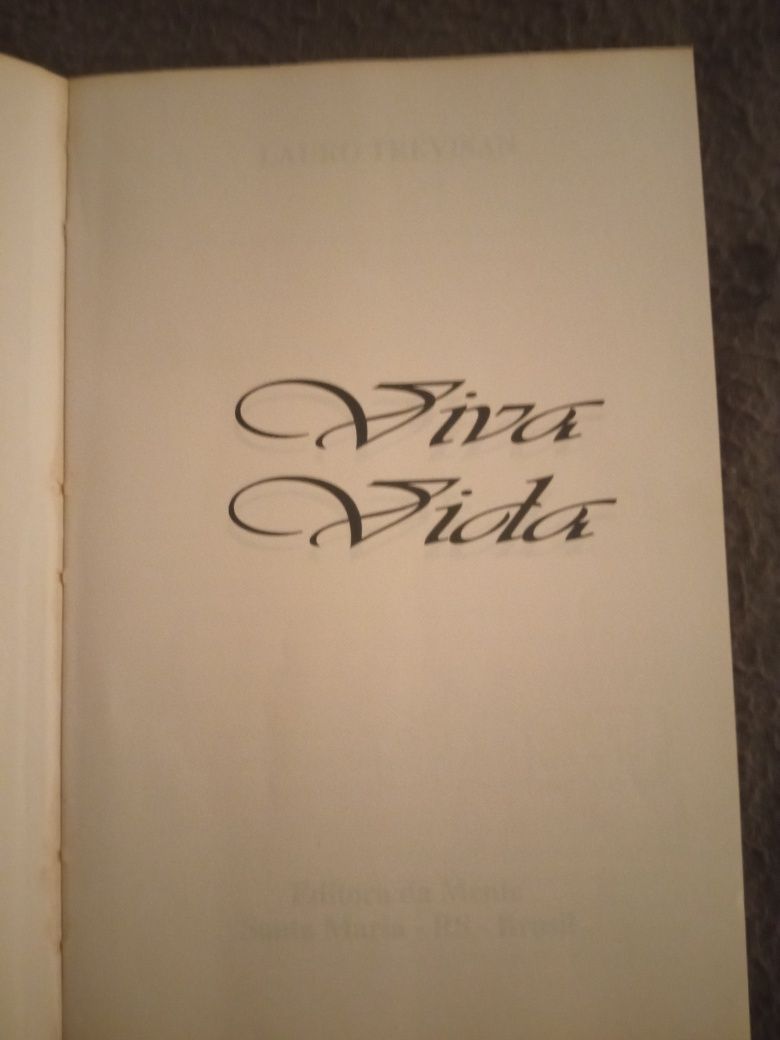 LAURO TREVISAN
Viva
Vida
Editora da Mente
Santa Maria - RS - Brasil